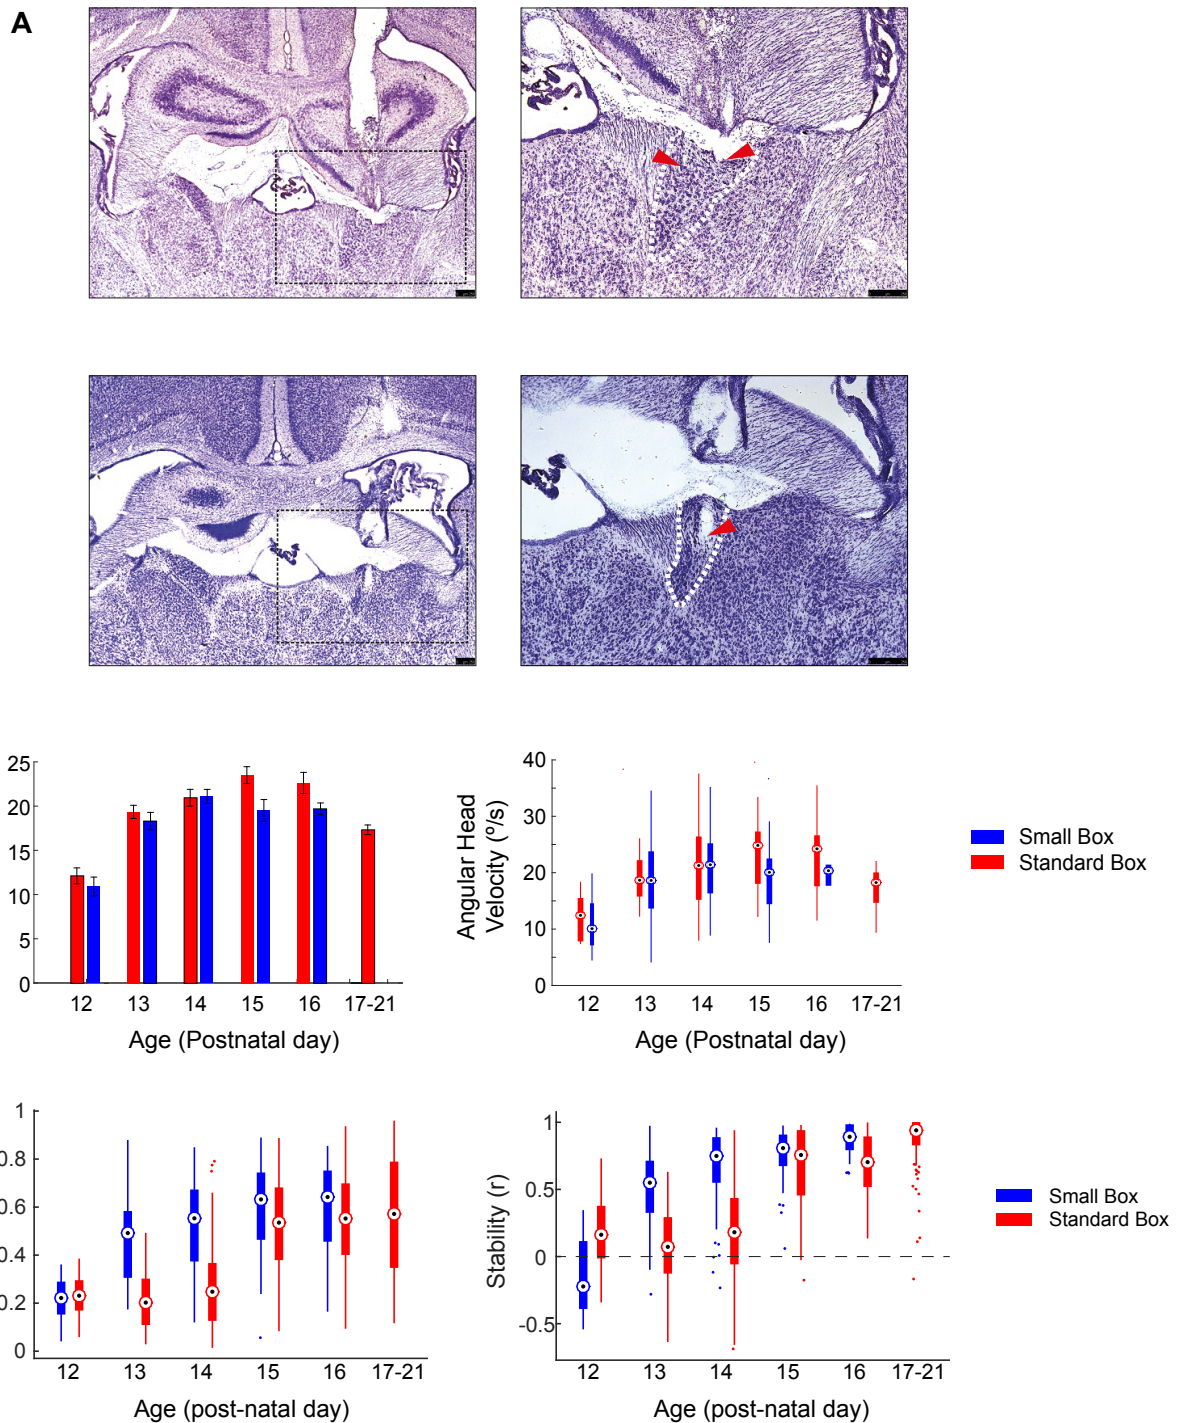 A
25
20
15
10
5
0
12 13 14 15 16 17-21
Age (Postnatal day)
Angular Head
Velocity (º/s)
40
30
20
10
0
12 13 14 15 16 17-21
Age (Postnatal day)
Small Box
Standard Box
1
0.8
0.6
0.4
0.2
0
12 13 14 15 16 17-21
Age (post-natal day)
Stability (r)
1
0.5
0
-0.5
12 13 14 15 16 17-21
Age (post-natal day)
Small Box
Standard Box